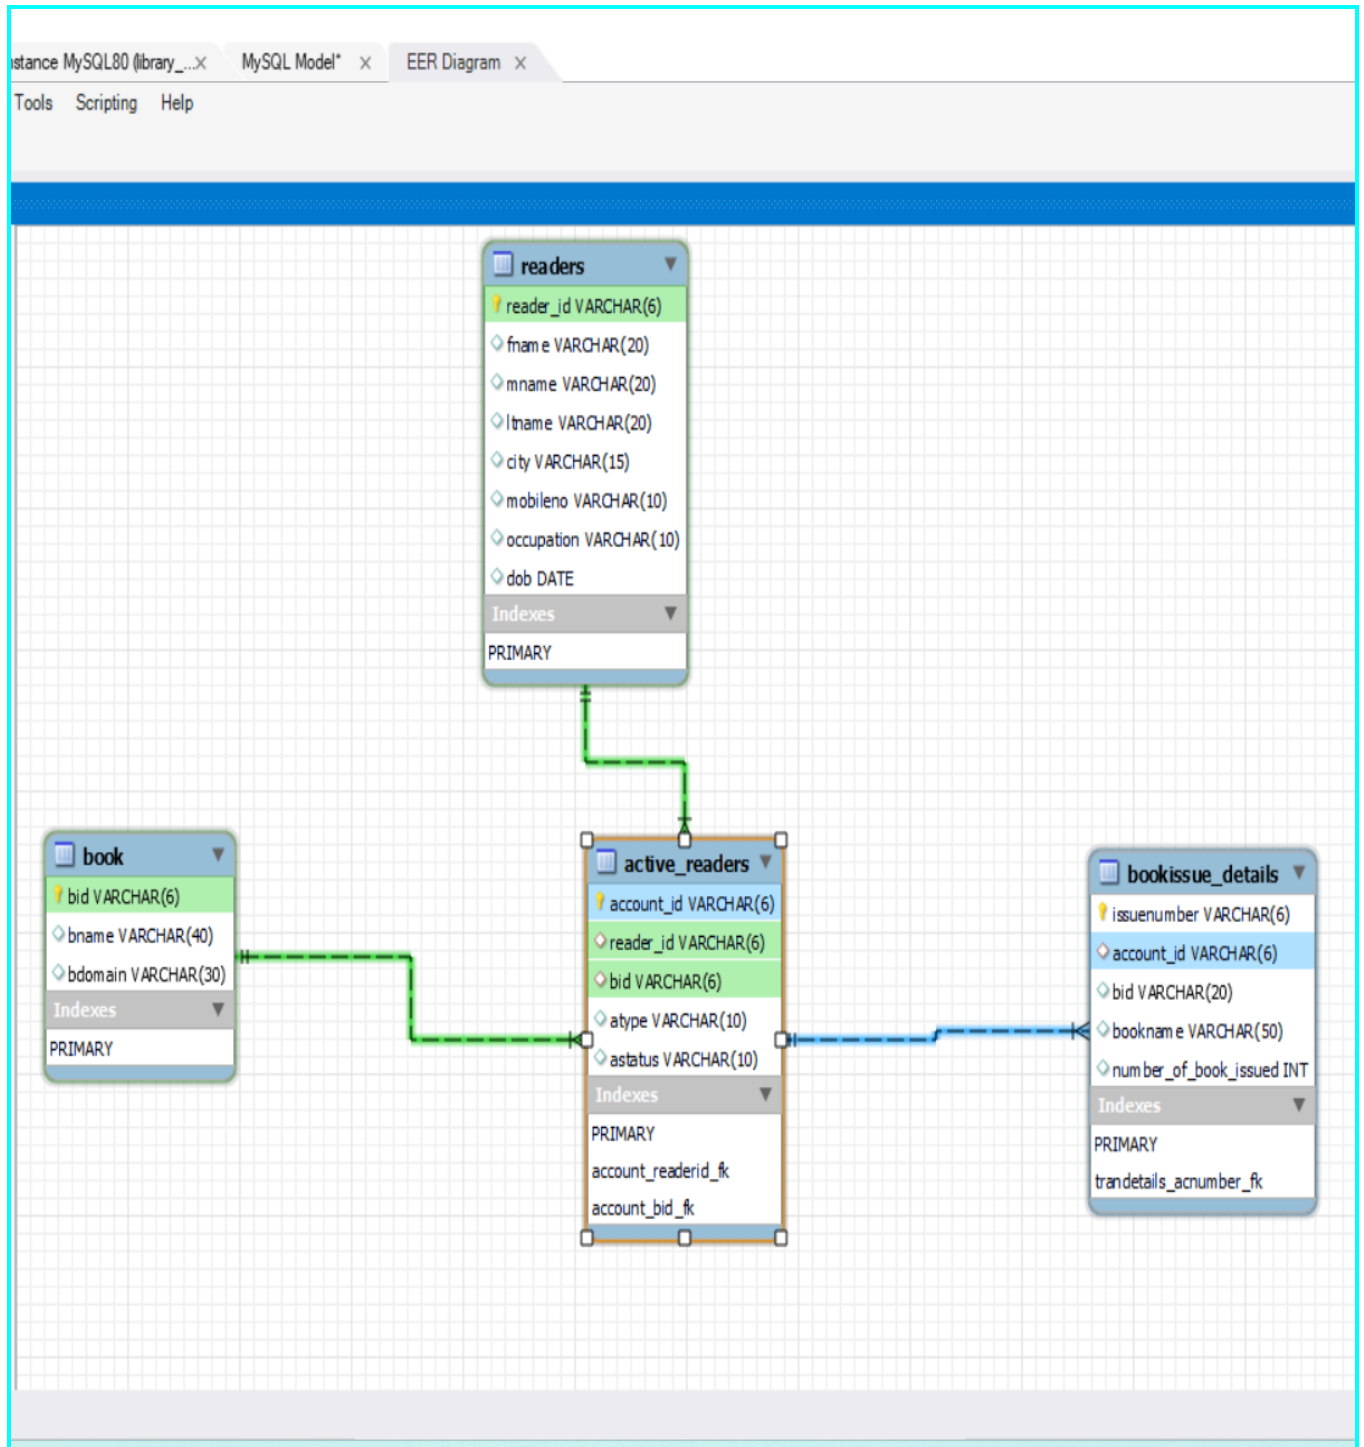 nstance MySQL80 (library_...x MySQL Model* x EER Diagram x
Tools Scripting Help
readers
reader_id VARCHAR(6)
fname VARCHAR(20)
mname VARCHAR(20)
ltname VARCHAR(20)
city VARCHAR(15)
mobileno VARCHAR(10)
occupation VARCHAR(10)
dob DATE
Indexes
PRIMARY
book
bid VARCHAR(6)
bname VARCHAR(40)
bdomain VARCHAR(30)
Indexes
PRIMARY
active_readers
account_id VARCHAR(6)
reader_id VARCHAR(6)
bid VARCHAR(6)
atype VARCHAR(10)
astatus VARCHAR(10)
Indexes
PRIMARY
account_readerid_fk
account_bid_fk
bookissue_details
issuenumber VARCHAR(6)
account_id VARCHAR(6)
bid VARCHAR(20)
bookname VARCHAR(50)
number_of_book_issued INT
Indexes
PRIMARY
trandetails_acnumber_fk